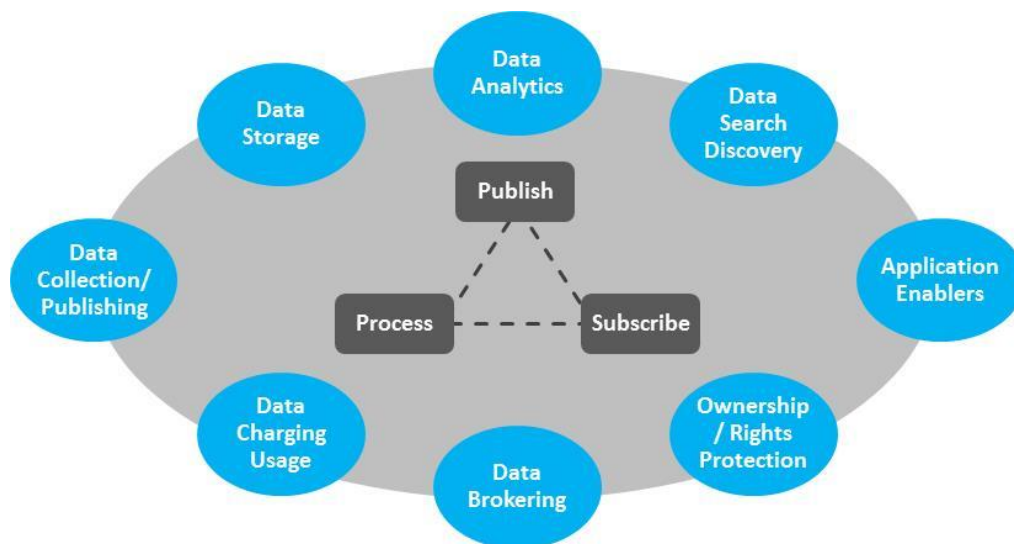 Data
Analytics
Data
Storage
Data
Search
Discovery
Publish
Data
Collection/
Publishing
Application
Enablers
Process
Subscribe
Data
Charging
Usage
Ownership
/ Rights
Protection
Data
Brokering